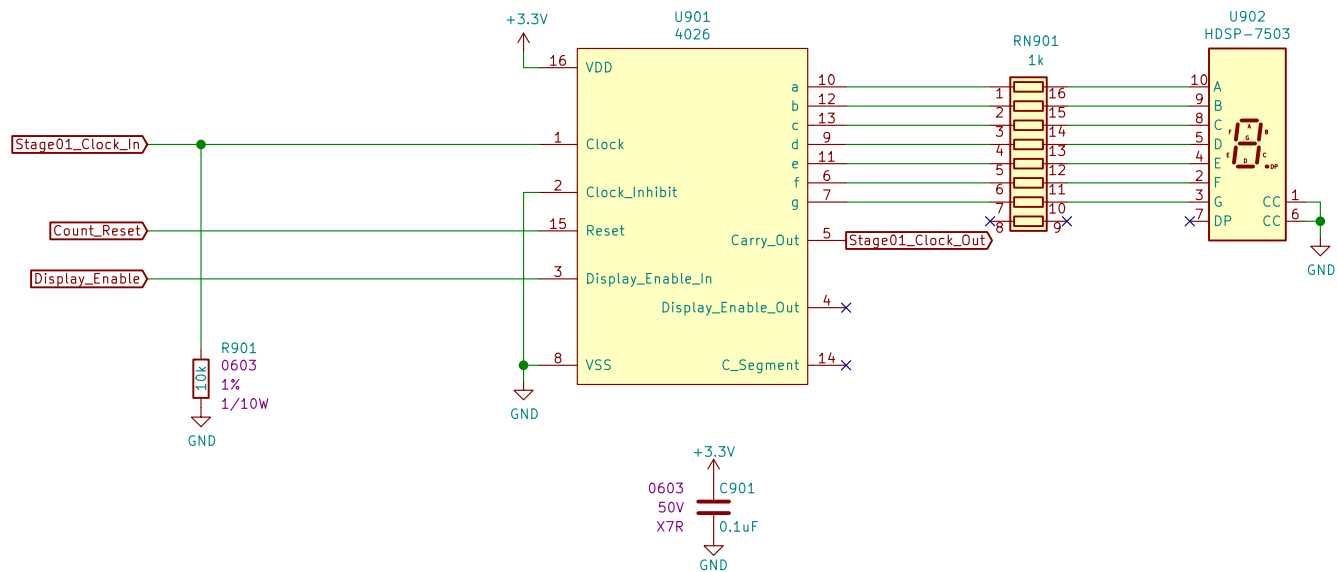 +3.3V
U901
4026
RN901
1k
U902
HDSP-7503
16 VDD
a 10
1 16
10 A
b 12
2 15
9 B
c 13
3 14
8 C
Stage01_Clock_In
1 Clock
d 9
4 13
5 D
e 11
5 12
4 E
2 Clock_Inhibit
f 6
6 11
2 F
g 7
7 10
3 G
CC 1
8 9
7 DP
CC 6
A
F B
G
E C
D
DP
Count_Reset
15 Reset
Carry_Out 5
Stage01_Clock_Out
GND
Display_Enable
3 Display_Enable_In
Display_Enable_Out 4
R901
0603
10k
1%
1/10W
GND
8 VSS
C_Segment 14
GND
+3.3V
0603 C901
50V
X7R 0.1uF
GND